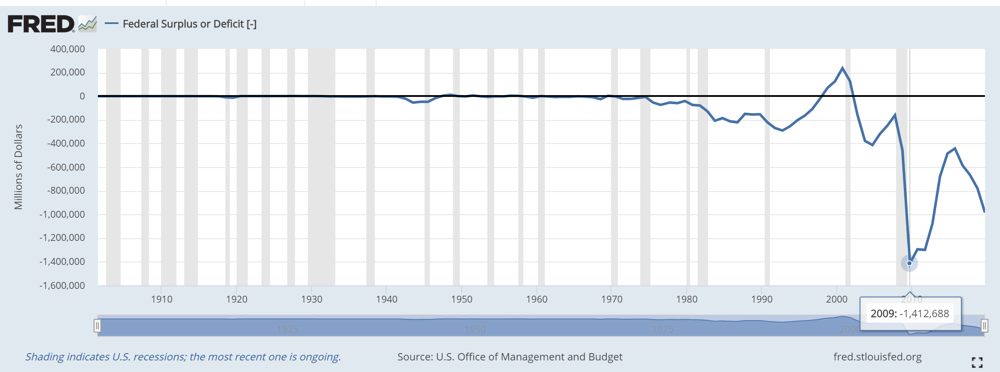 FRED® Federal Surplus or Deficit [-]
400,000
200,000
0
-200,000
-400,000
-600,000
-800,000
-1,000,000
-1,200,000
-1,400,000
-1,600,000
Millions of Dollars
1910 1920 1930 1940 1950 1960 1970 1980 1990 2000 2010
2009: -1,412,688
1925 1950 1975 2000
Shading indicates U.S. recessions; the most recent one is ongoing. Source: U.S. Office of Management and Budget fred.stlouisfed.org